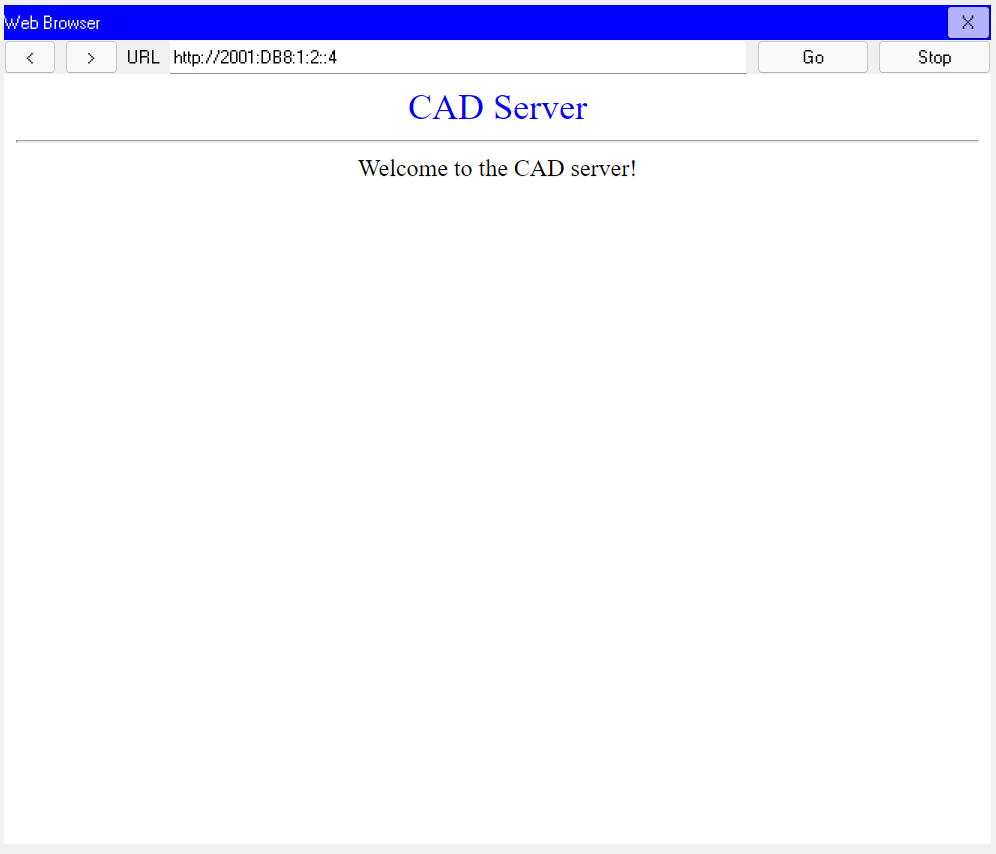 Web Browser X
< > URL http://2001:DB8:1:2::4 Go Stop
CAD Server
Welcome to the CAD server!